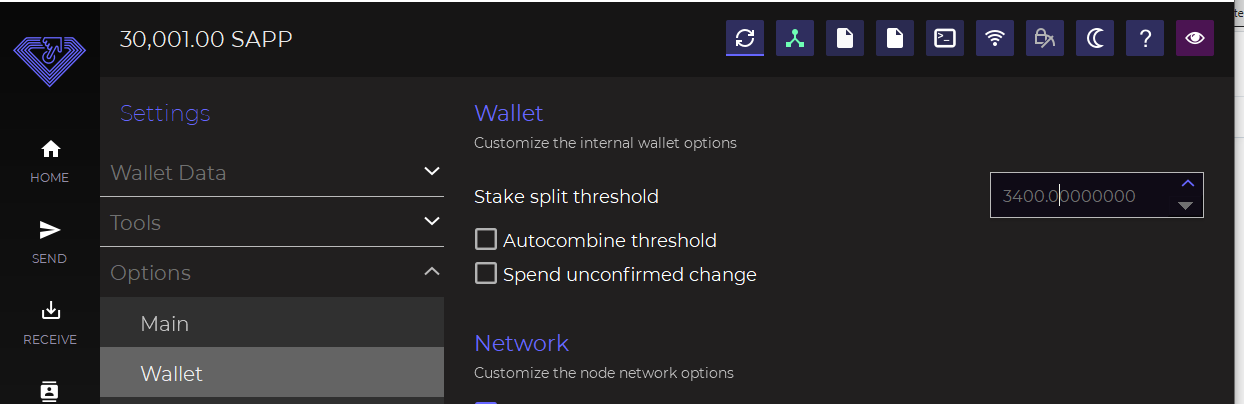 30,001.00 SAPP
Settings
Wallet Data
Tools
Options
Main
Wallet
HOME
SEND
RECEIVE
Wallet
Customize the internal wallet options
Stake split threshold
3400.00000000
Autocombine threshold
Spend unconfirmed change
Network
Customize the node network options